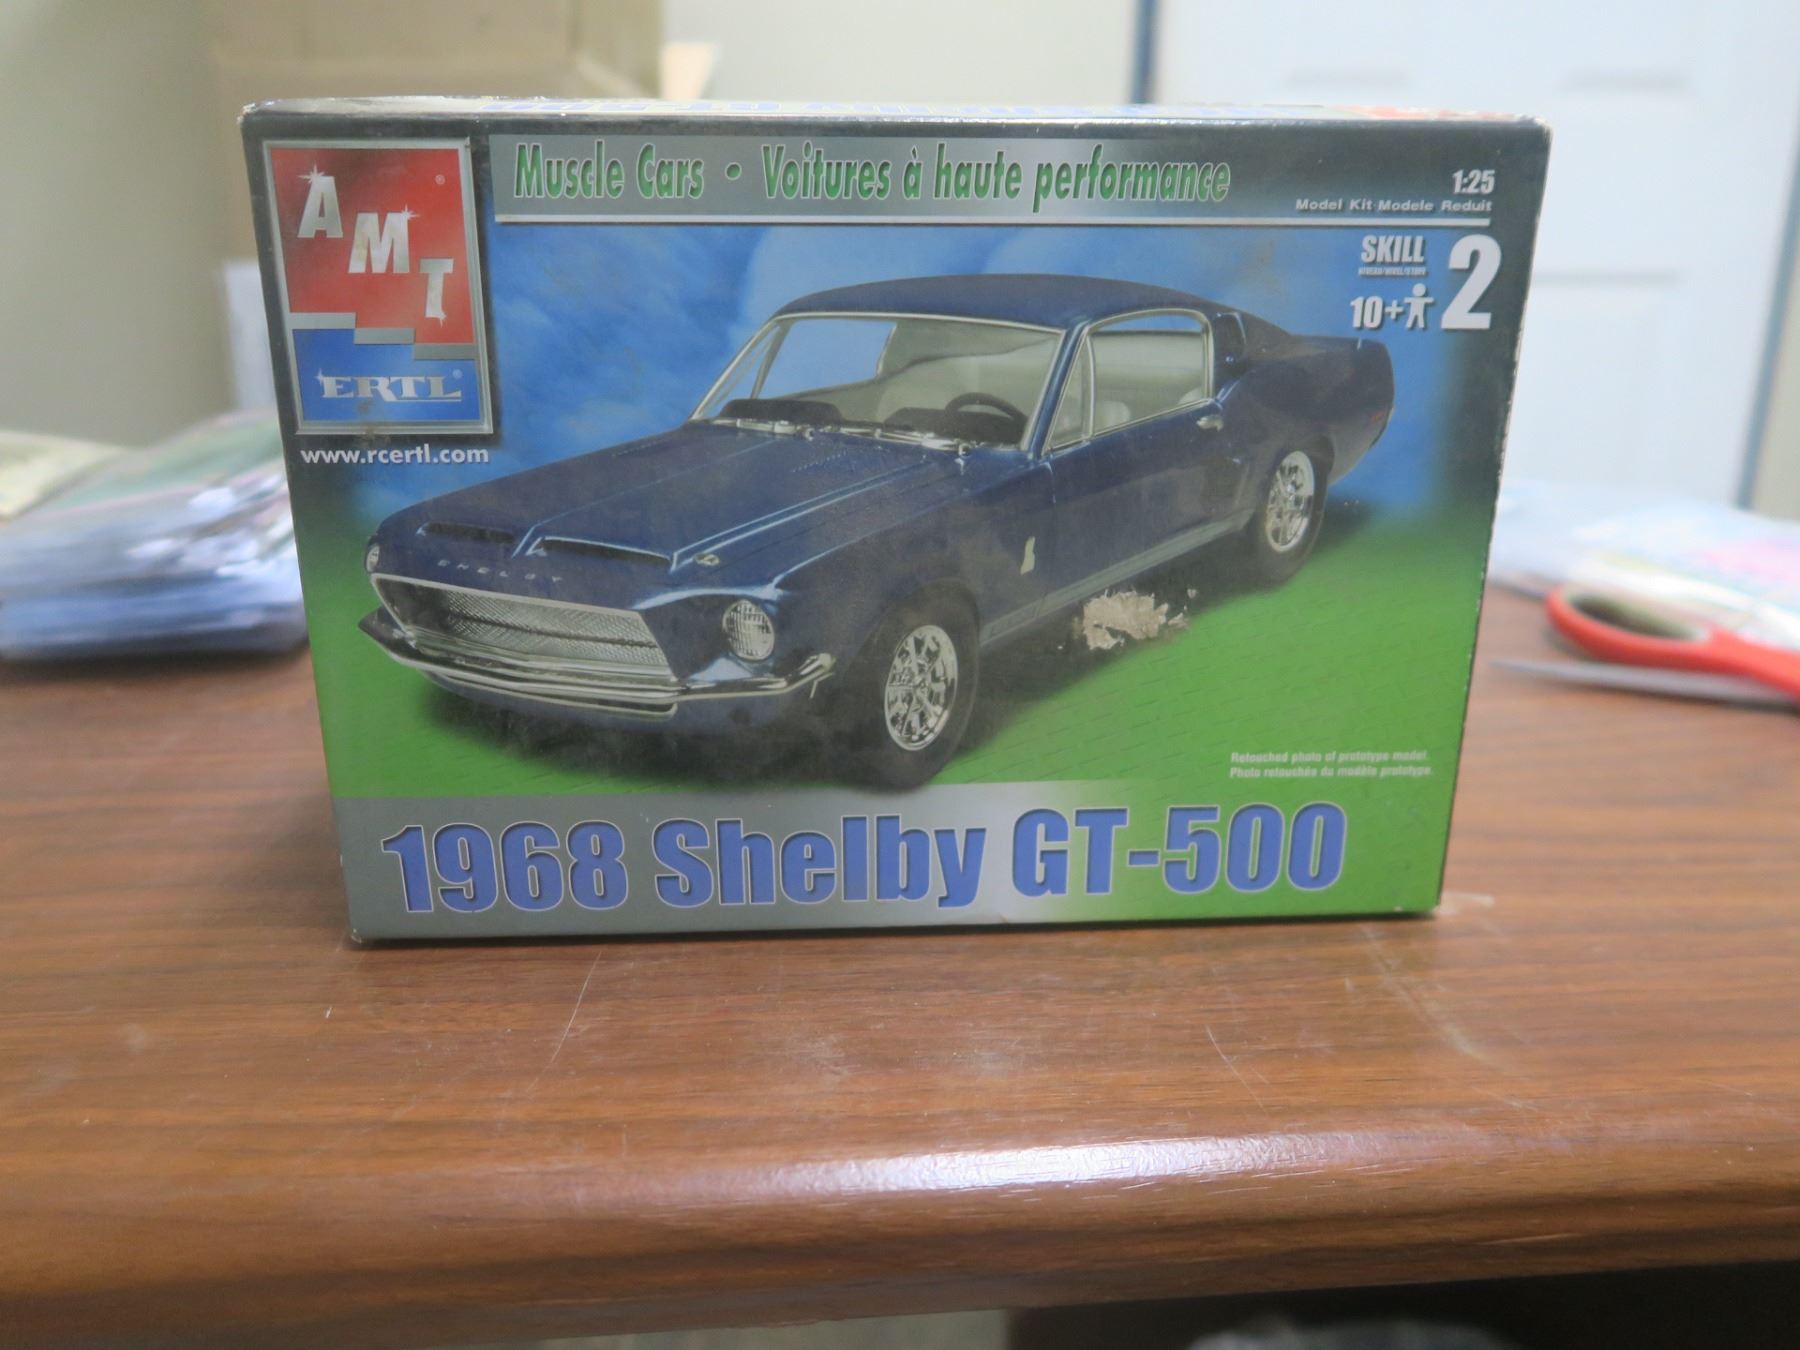 AMT
®
ERTL®
www.rcertl.com
Muscle Cars • Voitures à haute performance
1:25
Model Kit Modele Reduit
SKILL 2
10+
SHELBY
Retouched photo of prototype model.
Photo retouchés du modèle prototype.
1968 Shelby GT-500